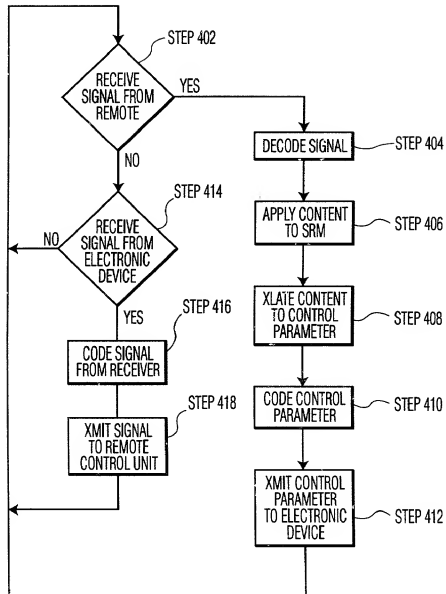 STEP 402
RECEIVE
SIGNAL FROM
REMOTE
YES
NO
STEP 404
DECODE SIGNAL
STEP 414
NO
RECEIVE
SIGNAL FROM
ELECTRONIC
DEVICE
YES
APPLY CONTENT
TO SRM
STEP 406
XLATE CONTENT
TO CONTROL
PARAMETER
STEP 408
STEP 416
CODE SIGNAL
FROM RECEIVER
CODE CONTROL
PARAMETER
STEP 410
STEP 418
XMIT SIGNAL
TO REMOTE
CONTROL UNIT
XMIT CONTROL
PARAMETER
TO ELECTRONIC
DEVICE
STEP 412